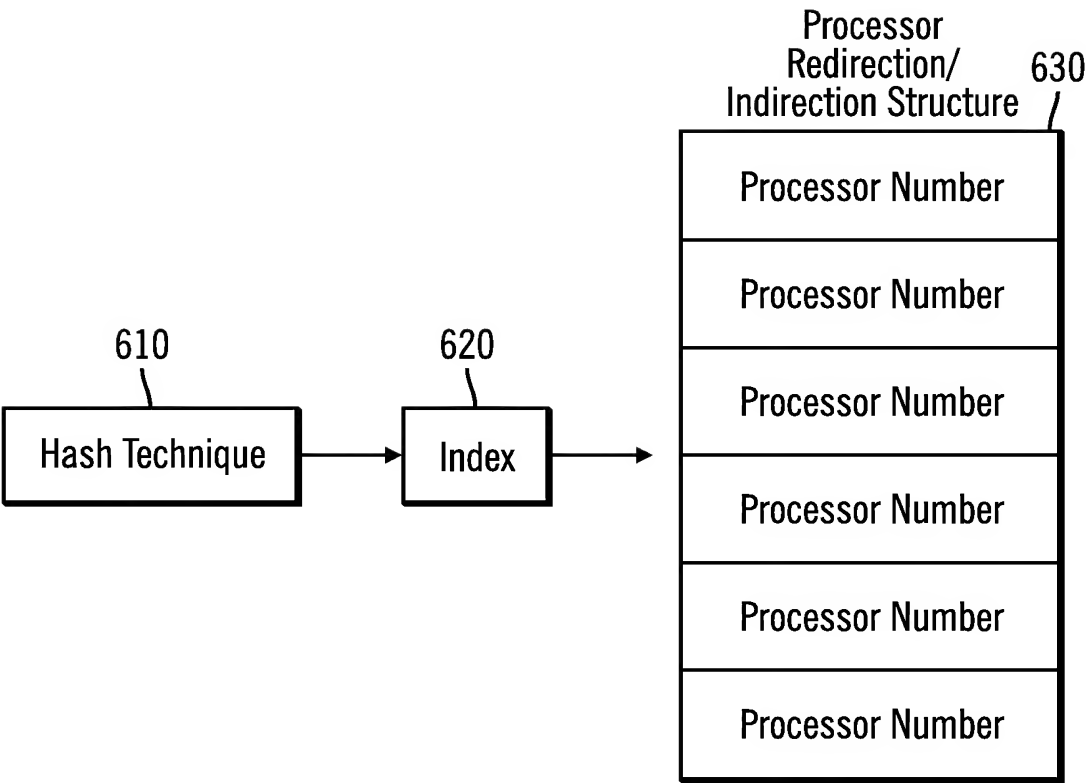 Processor
Redirection/
Indirection Structure
630
Processor Number
Processor Number
610
620
Processor Number
Hash Technique
Index
Processor Number
Processor Number
Processor Number